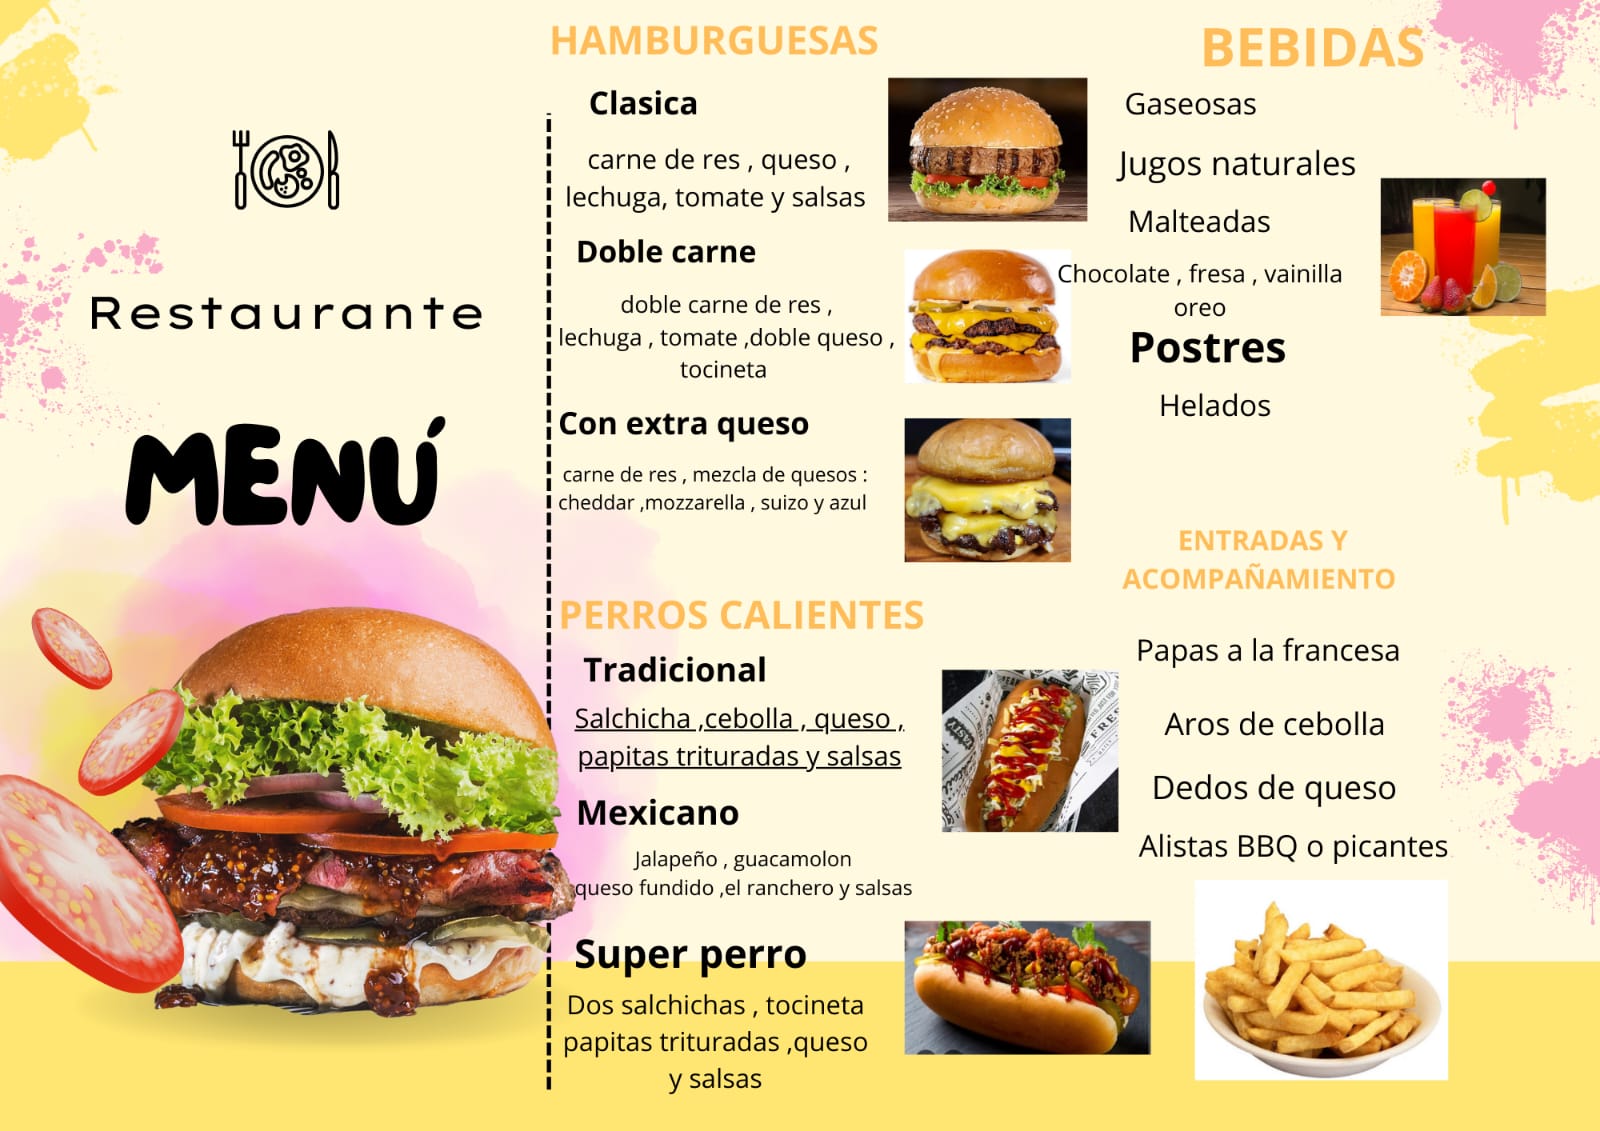 Restaurante
MENÚ
HAMBURGUESAS
Clasica
carne de res , queso ,
lechuga, tomate y salsas
Doble carne
doble carne de res ,
lechuga , tomate ,doble queso ,
tocineta
Con extra queso
carne de res , mezcla de quesos :
cheddar ,mozzarella , suizo y azul
PERROS CALIENTES
Tradicional
Salchicha ,cebolla , queso ,
papitas trituradas y salsas
Mexicano
Jalapeño , guacamolon
queso fundido ,el ranchero y salsas
Super perro
Dos salchichas , tocineta
papitas trituradas ,queso
y salsas
BEBIDAS
Gaseosas
Jugos naturales
Malteadas
Chocolate , fresa , vainilla
oreo
Postres
Helados
ENTRADAS Y
ACOMPAÑAMIENTO
Papas a la francesa
Aros de cebolla
Dedos de queso
Alistas BBQ o picantes